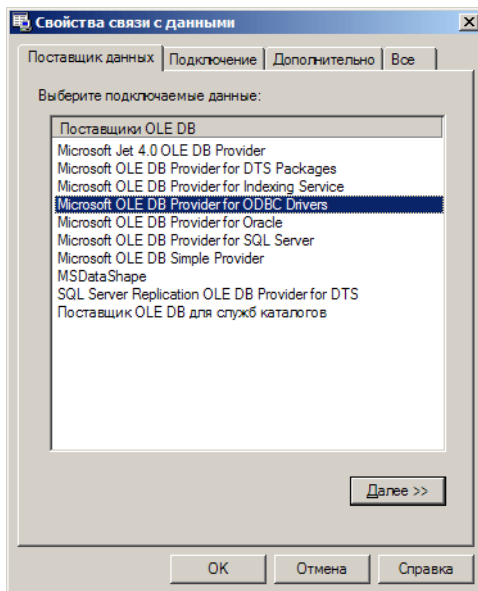 Свойства связи с данными
Поставщик данных Подключение Дополнительно Все
Выберите подключаемые данные:
Поставщики OLE DB
Microsoft Jet 4.0 OLE DB Provider
Microsoft OLE DB Provider for DTS Packages
Microsoft OLE DB Provider for Indexing Service
Microsoft OLE DB Provider for ODBC Drivers
Microsoft OLE DB Provider for Oracle
Microsoft OLE DB Provider for SQL Server
Microsoft OLE DB Simple Provider
MSDataShape
SQL Server Replication OLE DB Provider for DTS
Поставщик OLE DB для служб каталогов
Далее >>
OK Отмена Справка